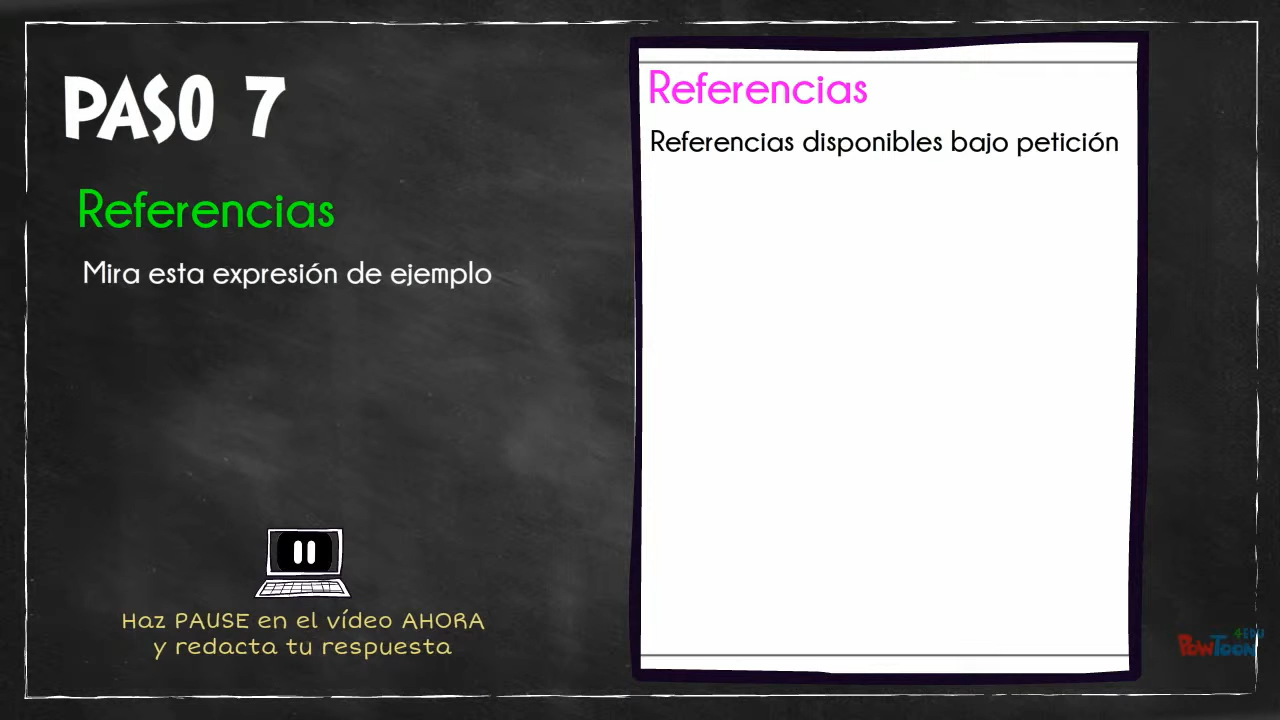 PASO 7
Referencias
Mira esta expresión de ejemplo
Haz PAUSE en el vídeo AHORA
y redacta tu respuesta
Referencias
Referencias disponibles bajo petición
4EDU
POWTOON